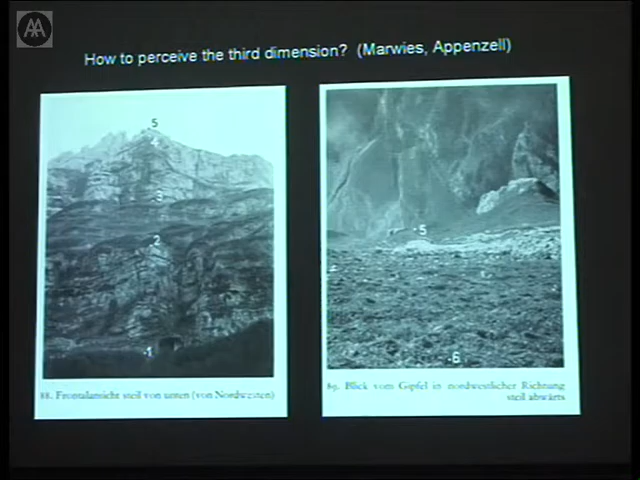 AA
How to perceive the third dimension? (Marwies, Appenzell)
5
4
3
2
1
88. Frontalansicht steil von unten (von Nordwesten)
5
6
89. Blick vom Gipfel in nordwestlicher Richtung
steil abwärts